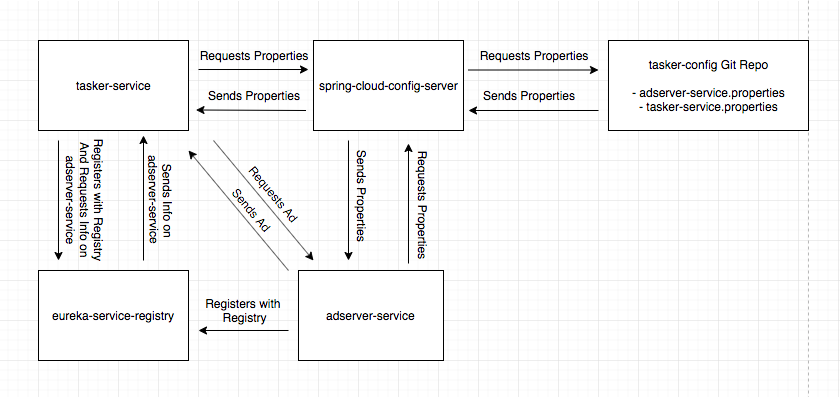 Requests Properties
Requests Properties
tasker-service
spring-cloud-config-server
tasker-config Git Repo
- adserver-service.properties
- tasker-service.properties
Sends Properties
Sends Properties
Registers with Registry
And Requests Info on
adserver-service
Sends Info on
adserver-service
Requests Ad
Sends Ad
Sends Properties
Requests Properties
eureka-service-registry
Registers with
Registry
adserver-service